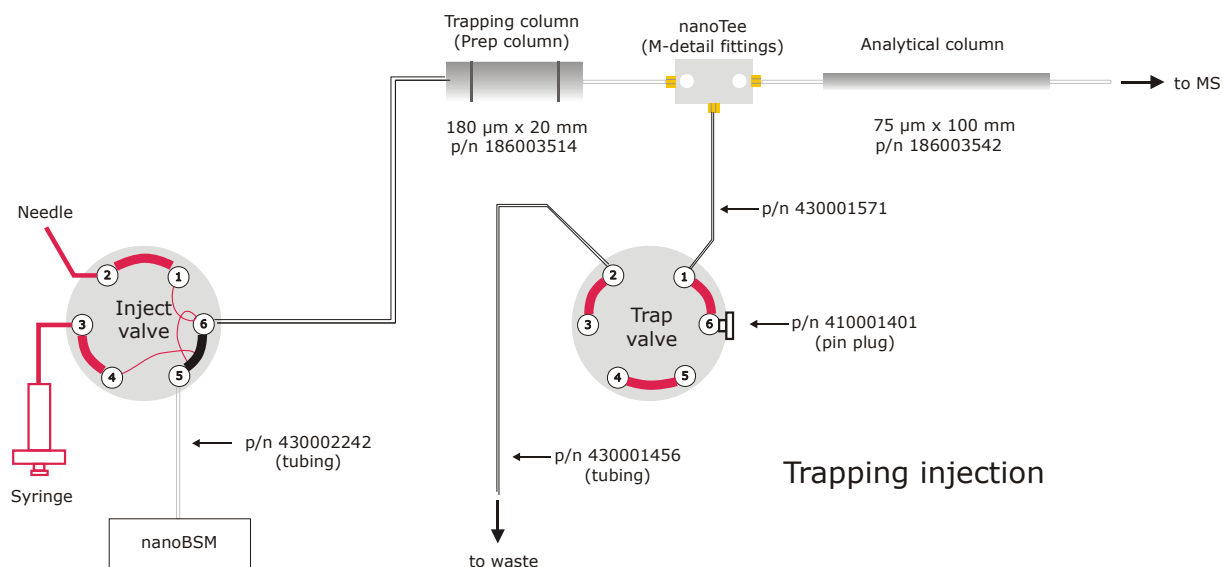 Trapping column
(Prep column)
nanoTee
(M-detail fittings)
Analytical column
to MS
180 µm x 20 mm
p/n 186003514
75 µm x 100 mm
p/n 186003542
Needle
p/n 430001571
2
1
Inject
valve
3
6
4
5
2
1
Trap
valve
3
6
4
5
p/n 410001401
(pin plug)
p/n 430002242
(tubing)
p/n 430001456
(tubing)
Trapping injection
Syringe
nanoBSM
to waste